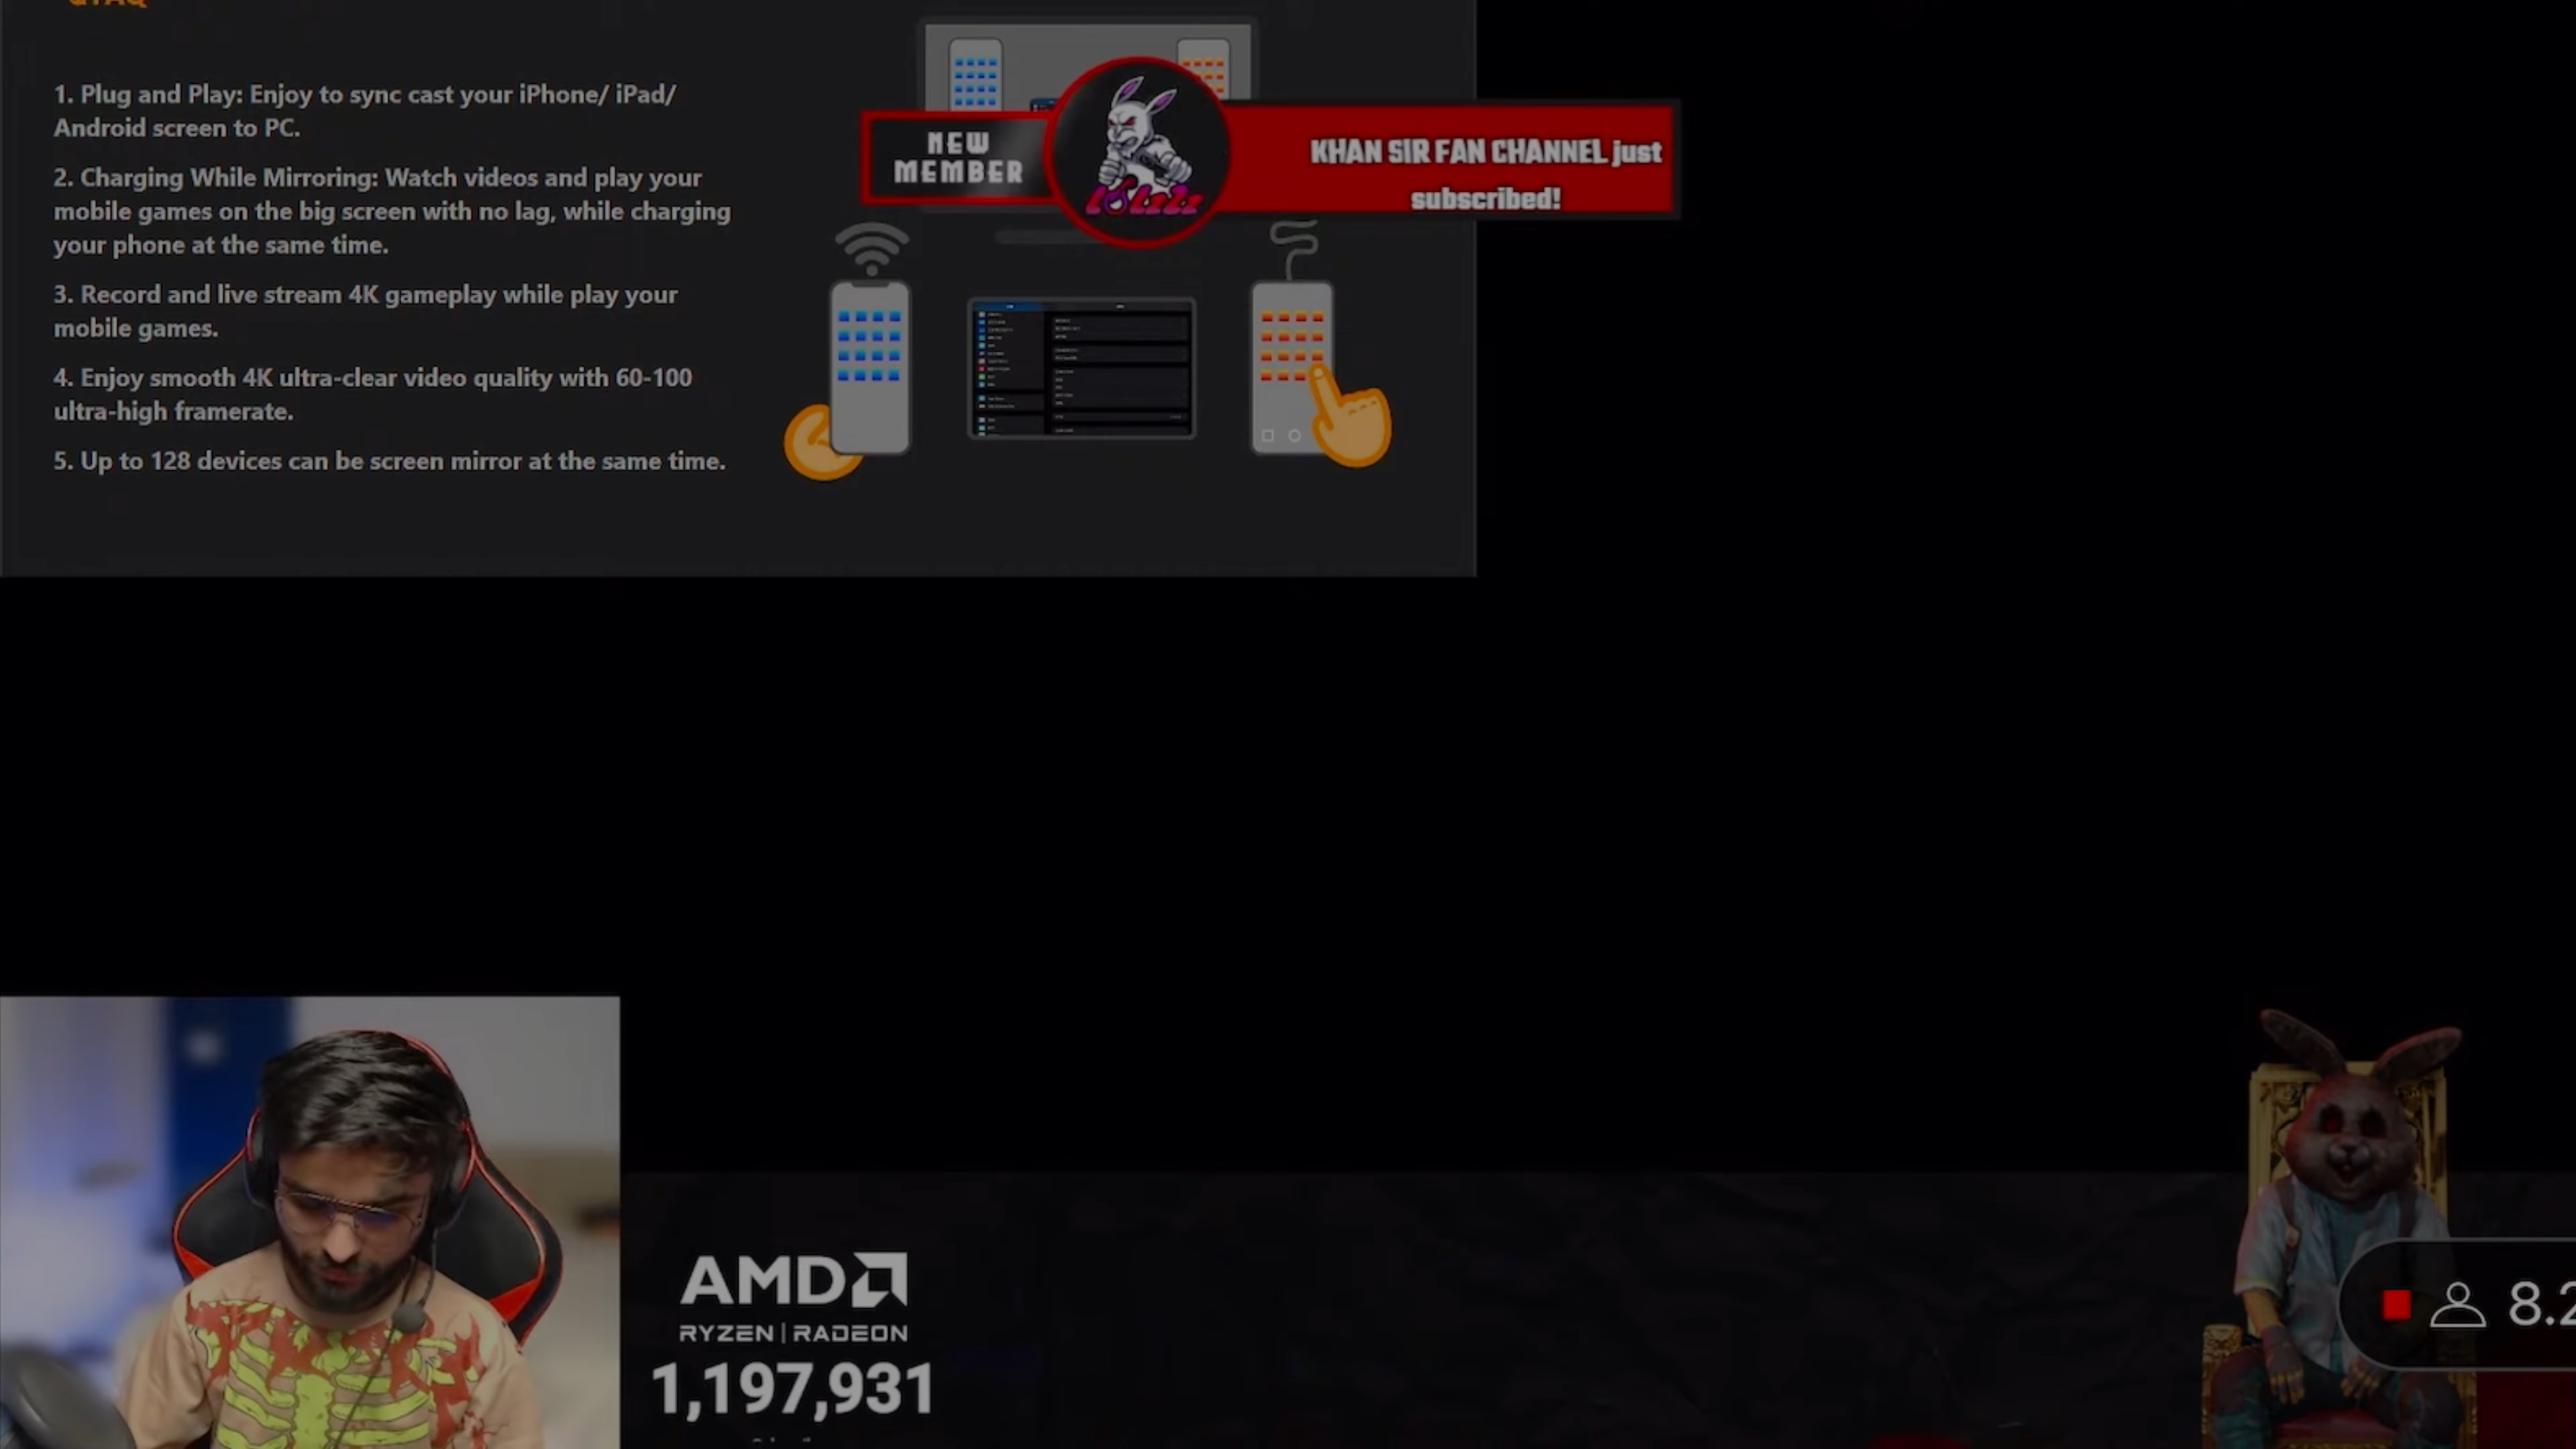 1. Plug and Play: Enjoy to sync cast your iPhone/ iPad/
Android screen to PC.
2. Charging While Mirroring: Watch videos and play your
mobile games on the big screen with no lag, while charging
your phone at the same time.
3. Record and live stream 4K gameplay while play your
mobile games.
4. Enjoy smooth 4K ultra-clear video quality with 60-100
ultra-high framerate.
5. Up to 128 devices can be screen mirror at the same time.
NEW
MEMBER
KHAN SIR FAN CHANNEL just
subscribed!
AMD
RYZEN | RADEON
1,197,931
8.2